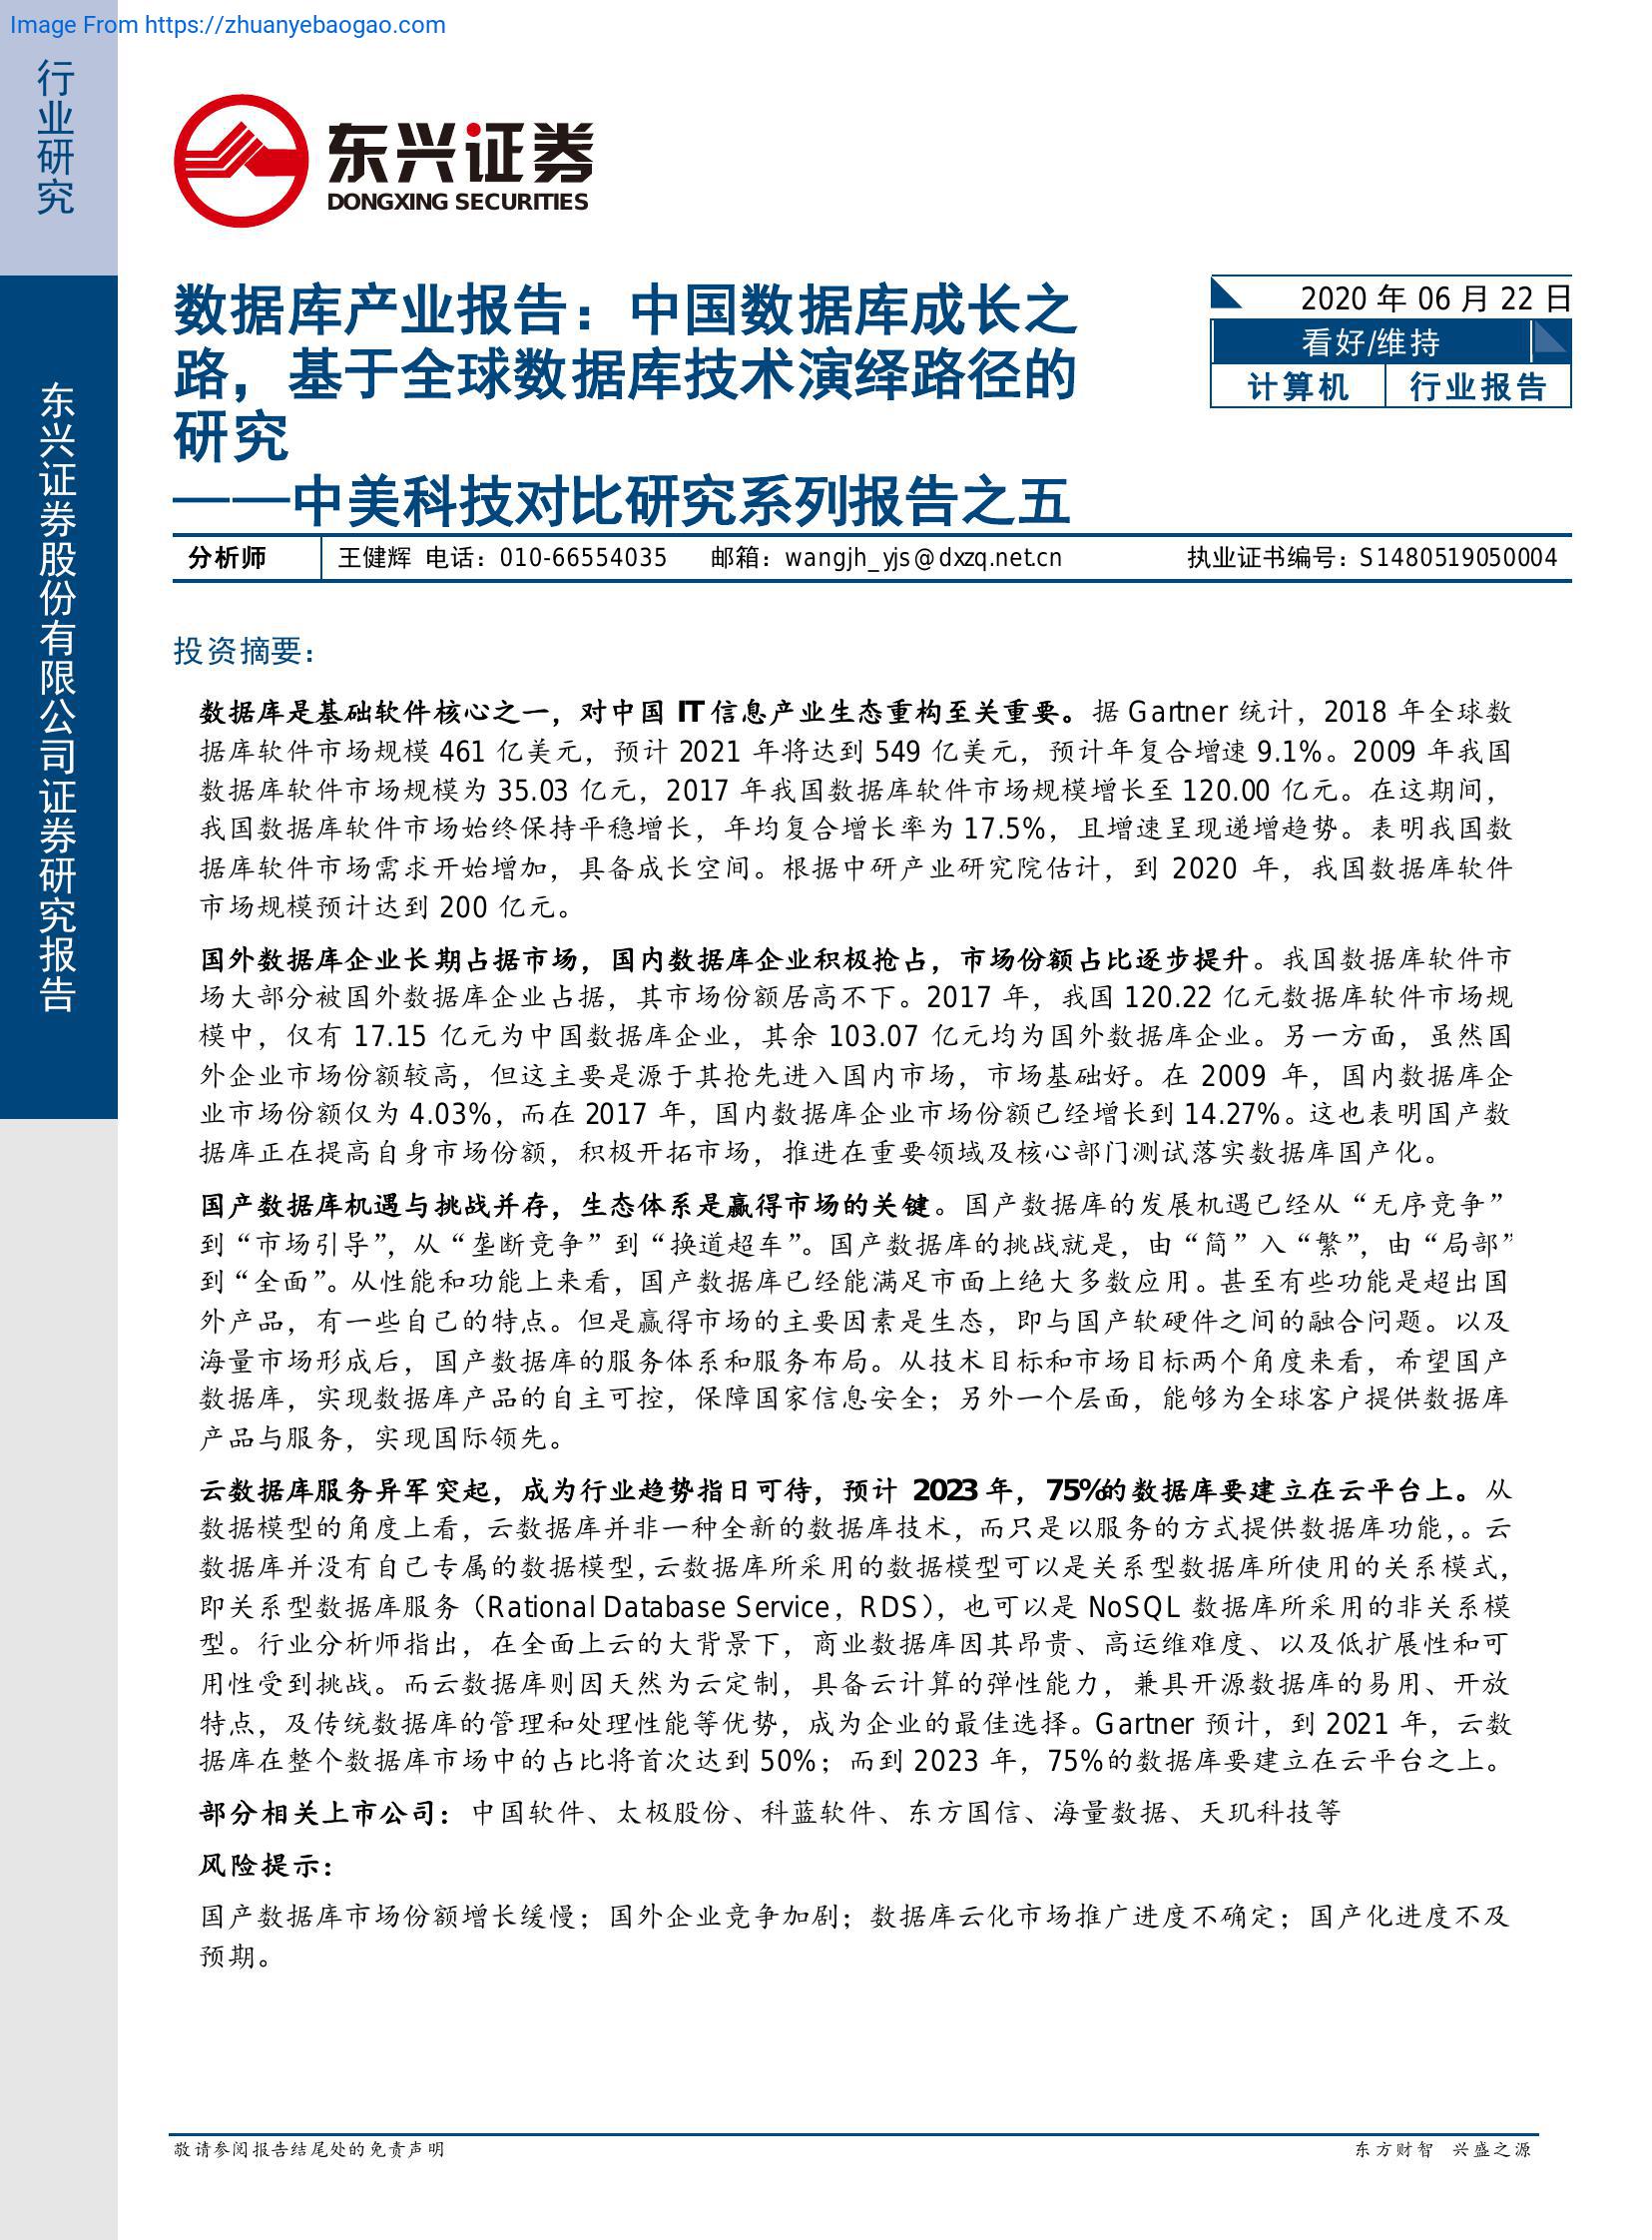 Image From https://zhuanyebaogao.com
行业研究
东兴证券股份有限公司证券研究报告
东兴证券
DONGXING SECURITIES
数据库产业报告：中国数据库成长之
路，基于全球数据库技术演绎路径的
研究
——中美科技对比研究系列报告之五
2020 年 06 月 22 日
看好/维持
计算机 行业报告
分析师 王健辉 电话：010-66554035 邮箱：wangjh_yjs@dxzq.net.cn 执业证书编号：S1480519050004
投资摘要：
数据库是基础软件核心之一，对中国 IT 信息产业生态重构至关重要。据 Gartner 统计，2018 年全球数
据库软件市场规模 461 亿美元，预计 2021 年将达到 549 亿美元，预计年复合增速 9.1%。2009 年我国
数据库软件市场规模为 35.03 亿元，2017 年我国数据库软件市场规模增长至 120.00 亿元。在这期间，
我国数据库软件市场始终保持平稳增长，年均复合增长率为 17.5%，且增速呈现递增趋势。表明我国数
据库软件市场需求开始增加，具备成长空间。根据中研产业研究院估计，到 2020 年，我国数据库软件
市场规模预计达到 200 亿元。
国外数据库企业长期占据市场，国内数据库企业积极抢占，市场份额占比逐步提升。我国数据库软件市
场大部分被国外数据库企业占据，其市场份额居高不下。2017 年，我国 120.22 亿元数据库软件市场规
模中，仅有 17.15 亿元为中国数据库企业，其余 103.07 亿元均为国外数据库企业。另一方面，虽然国
外企业市场份额较高，但这主要是源于其抢先进入国内市场，市场基础好。在 2009 年，国内数据库企
业市场份额仅为 4.03%，而在 2017 年，国内数据库企业市场份额已经增长到 14.27%。这也表明国产数
据库正在提高自身市场份额，积极开拓市场，推进在重要领域及核心部门测试落实数据库国产化。
国产数据库机遇与挑战并存，生态体系是赢得市场的关键。国产数据库的发展机遇已经从“无序竞争”
到“市场引导”，从“垄断竞争”到“换道超车”。国产数据库的挑战就是，由“简”入“繁”，由“局部”
到“全面”。从性能和功能上来看，国产数据库已经能满足市面上绝大多数应用。甚至有些功能是超出国
外产品，有一些自己的特点。但是赢得市场的主要因素是生态，即与国产软硬件之间的融合问题。以及
海量市场形成后，国产数据库的服务体系和服务布局。从技术目标和市场目标两个角度来看，希望国产
数据库，实现数据库产品的自主可控，保障国家信息安全；另外一个层面，能够为全球客户提供数据库
产品与服务，实现国际领先。
云数据库服务异军突起，成为行业趋势指日可待，预计 2023 年，75%的数据库要建立在云平台上。从
数据模型的角度上看，云数据库并非一种全新的数据库技术，而只是以服务的方式提供数据库功能，。云
数据库并没有自己专属的数据模型，云数据库所采用的数据模型可以是关系型数据库所使用的关系模式，
即关系型数据库服务（Rational Database Service，RDS），也可以是 NoSQL 数据库所采用的非关系模
型。行业分析师指出，在全面上云的大背景下，商业数据库因其昂贵、高运维难度、以及低扩展性和可
用性受到挑战。而云数据库则因天然为云定制，具备云计算的弹性能力，兼具开源数据库的易用、开放
特点，及传统数据库的管理和处理性能等优势，成为企业的最佳选择。Gartner 预计，到 2021 年，云数
据库在整个数据库市场中的占比将首次达到 50%；而到 2023 年，75%的数据库要建立在云平台之上。
部分相关上市公司：中国软件、太极股份、科蓝软件、东方国信、海量数据、天玑科技等
风险提示：
国产数据库市场份额增长缓慢；国外企业竞争加剧；数据库云化市场推广进度不确定；国产化进度不及
预期。
敬请参阅报告结尾处的免责声明 东方财智 兴盛之源